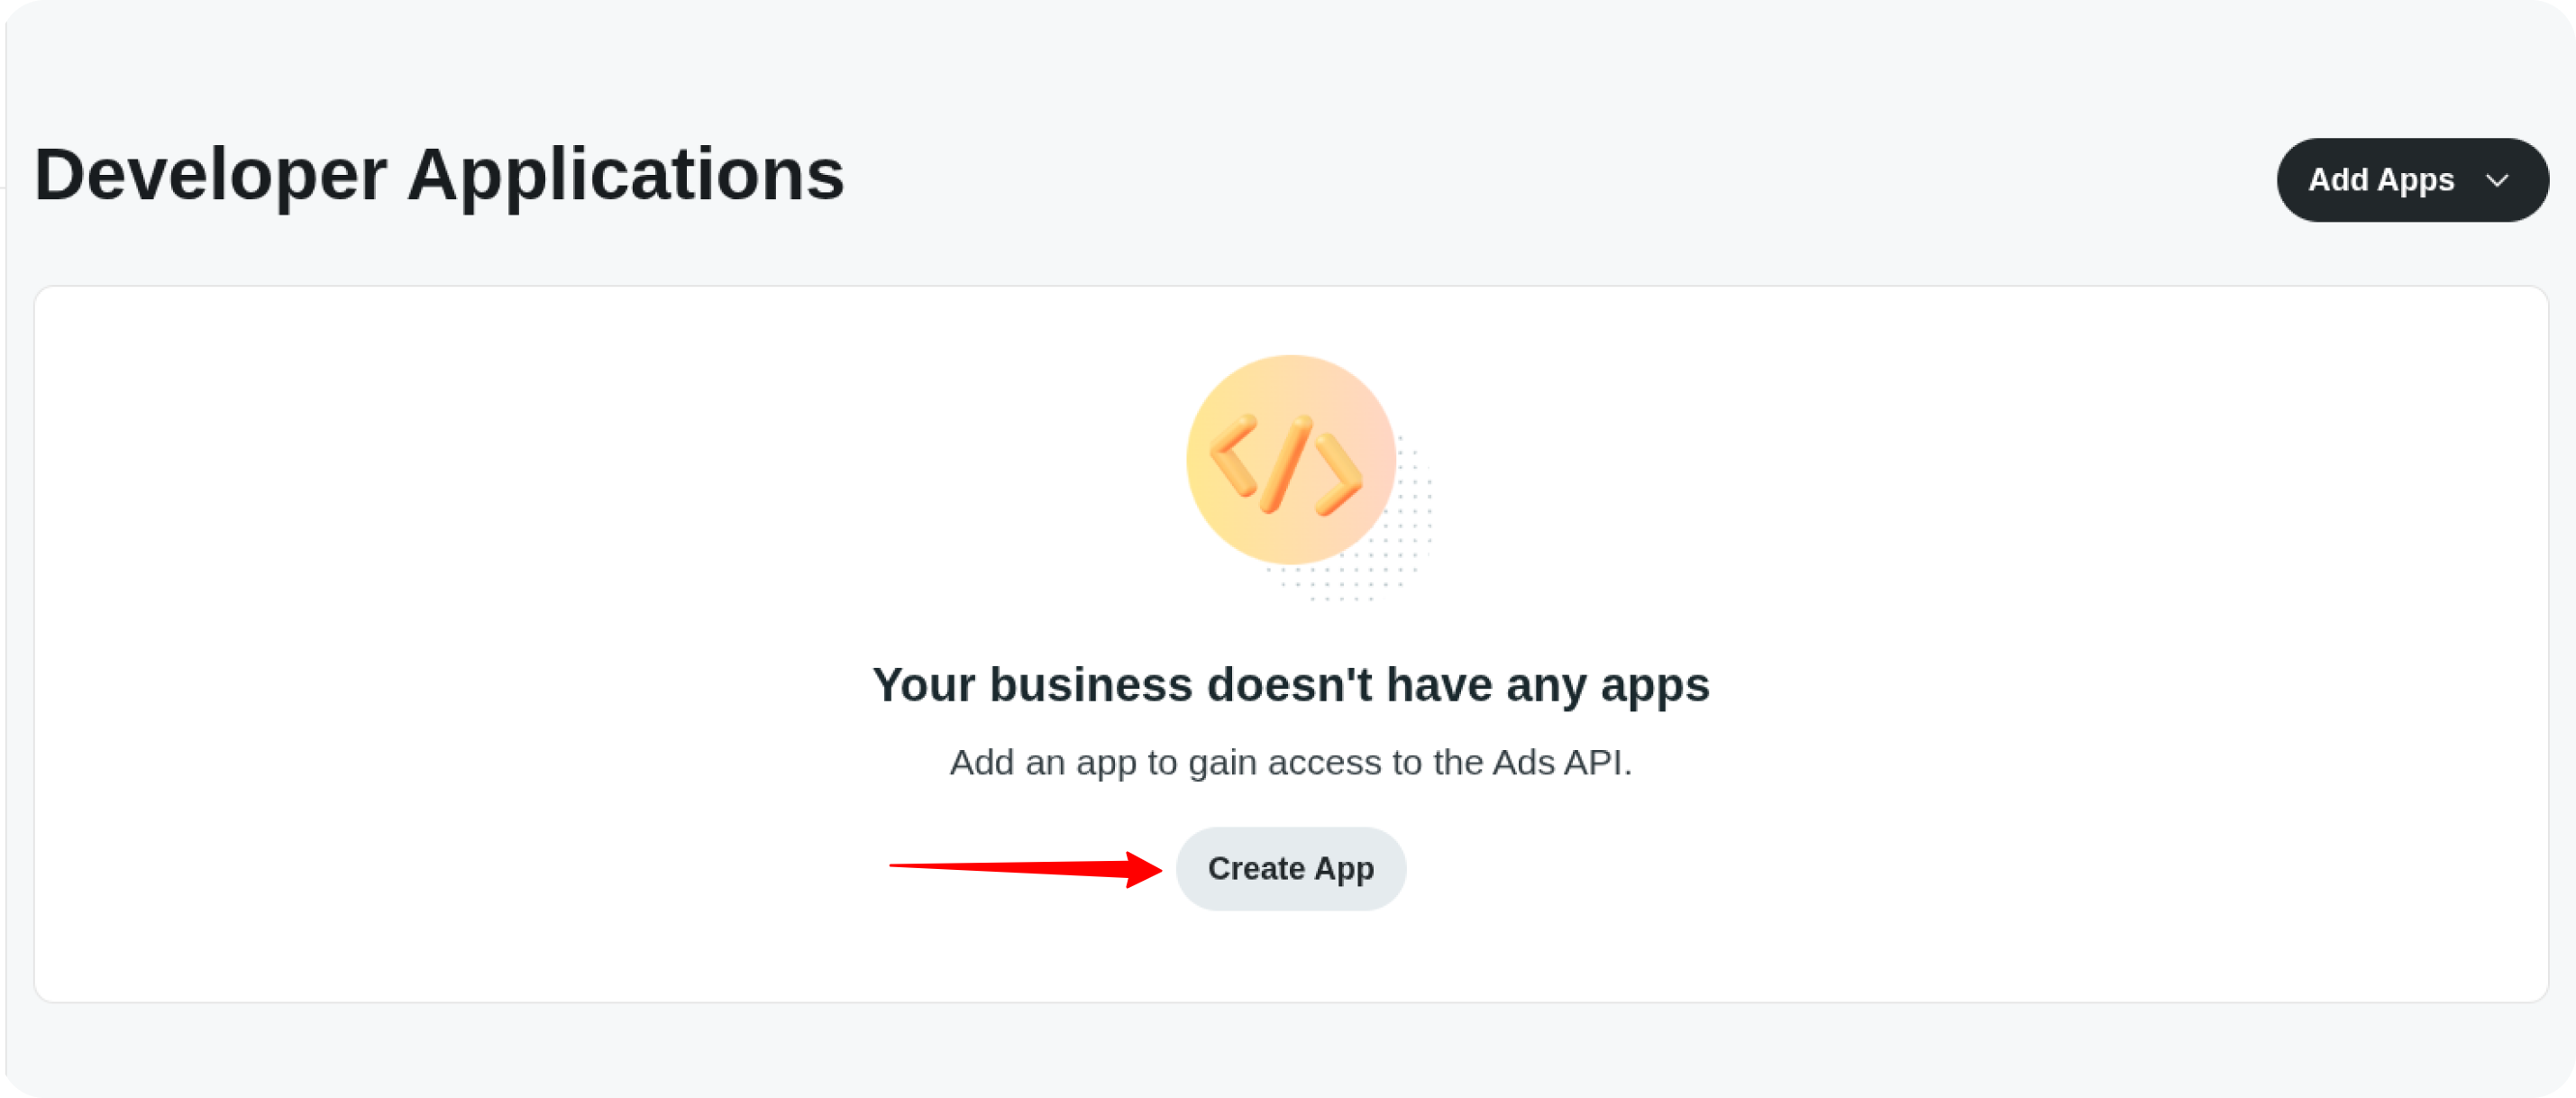 Developer Applications
Add Apps
Your business doesn't have any apps
Add an app to gain access to the Ads API.
Create App